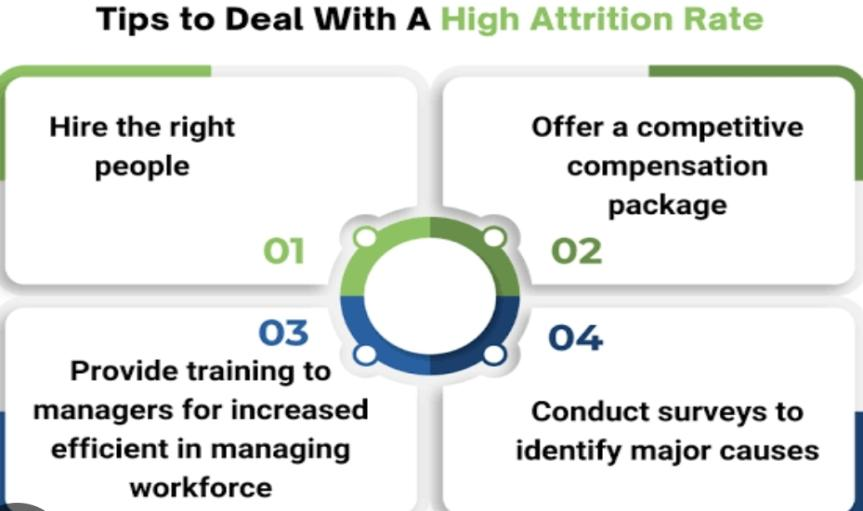 Tips to Deal With A High Attrition Rate
Hire the right
people
01
Offer a competitive
compensation
package
02
03
Provide training to
managers for increased
efficient in managing
workforce
04
Conduct surveys to
identify major causes